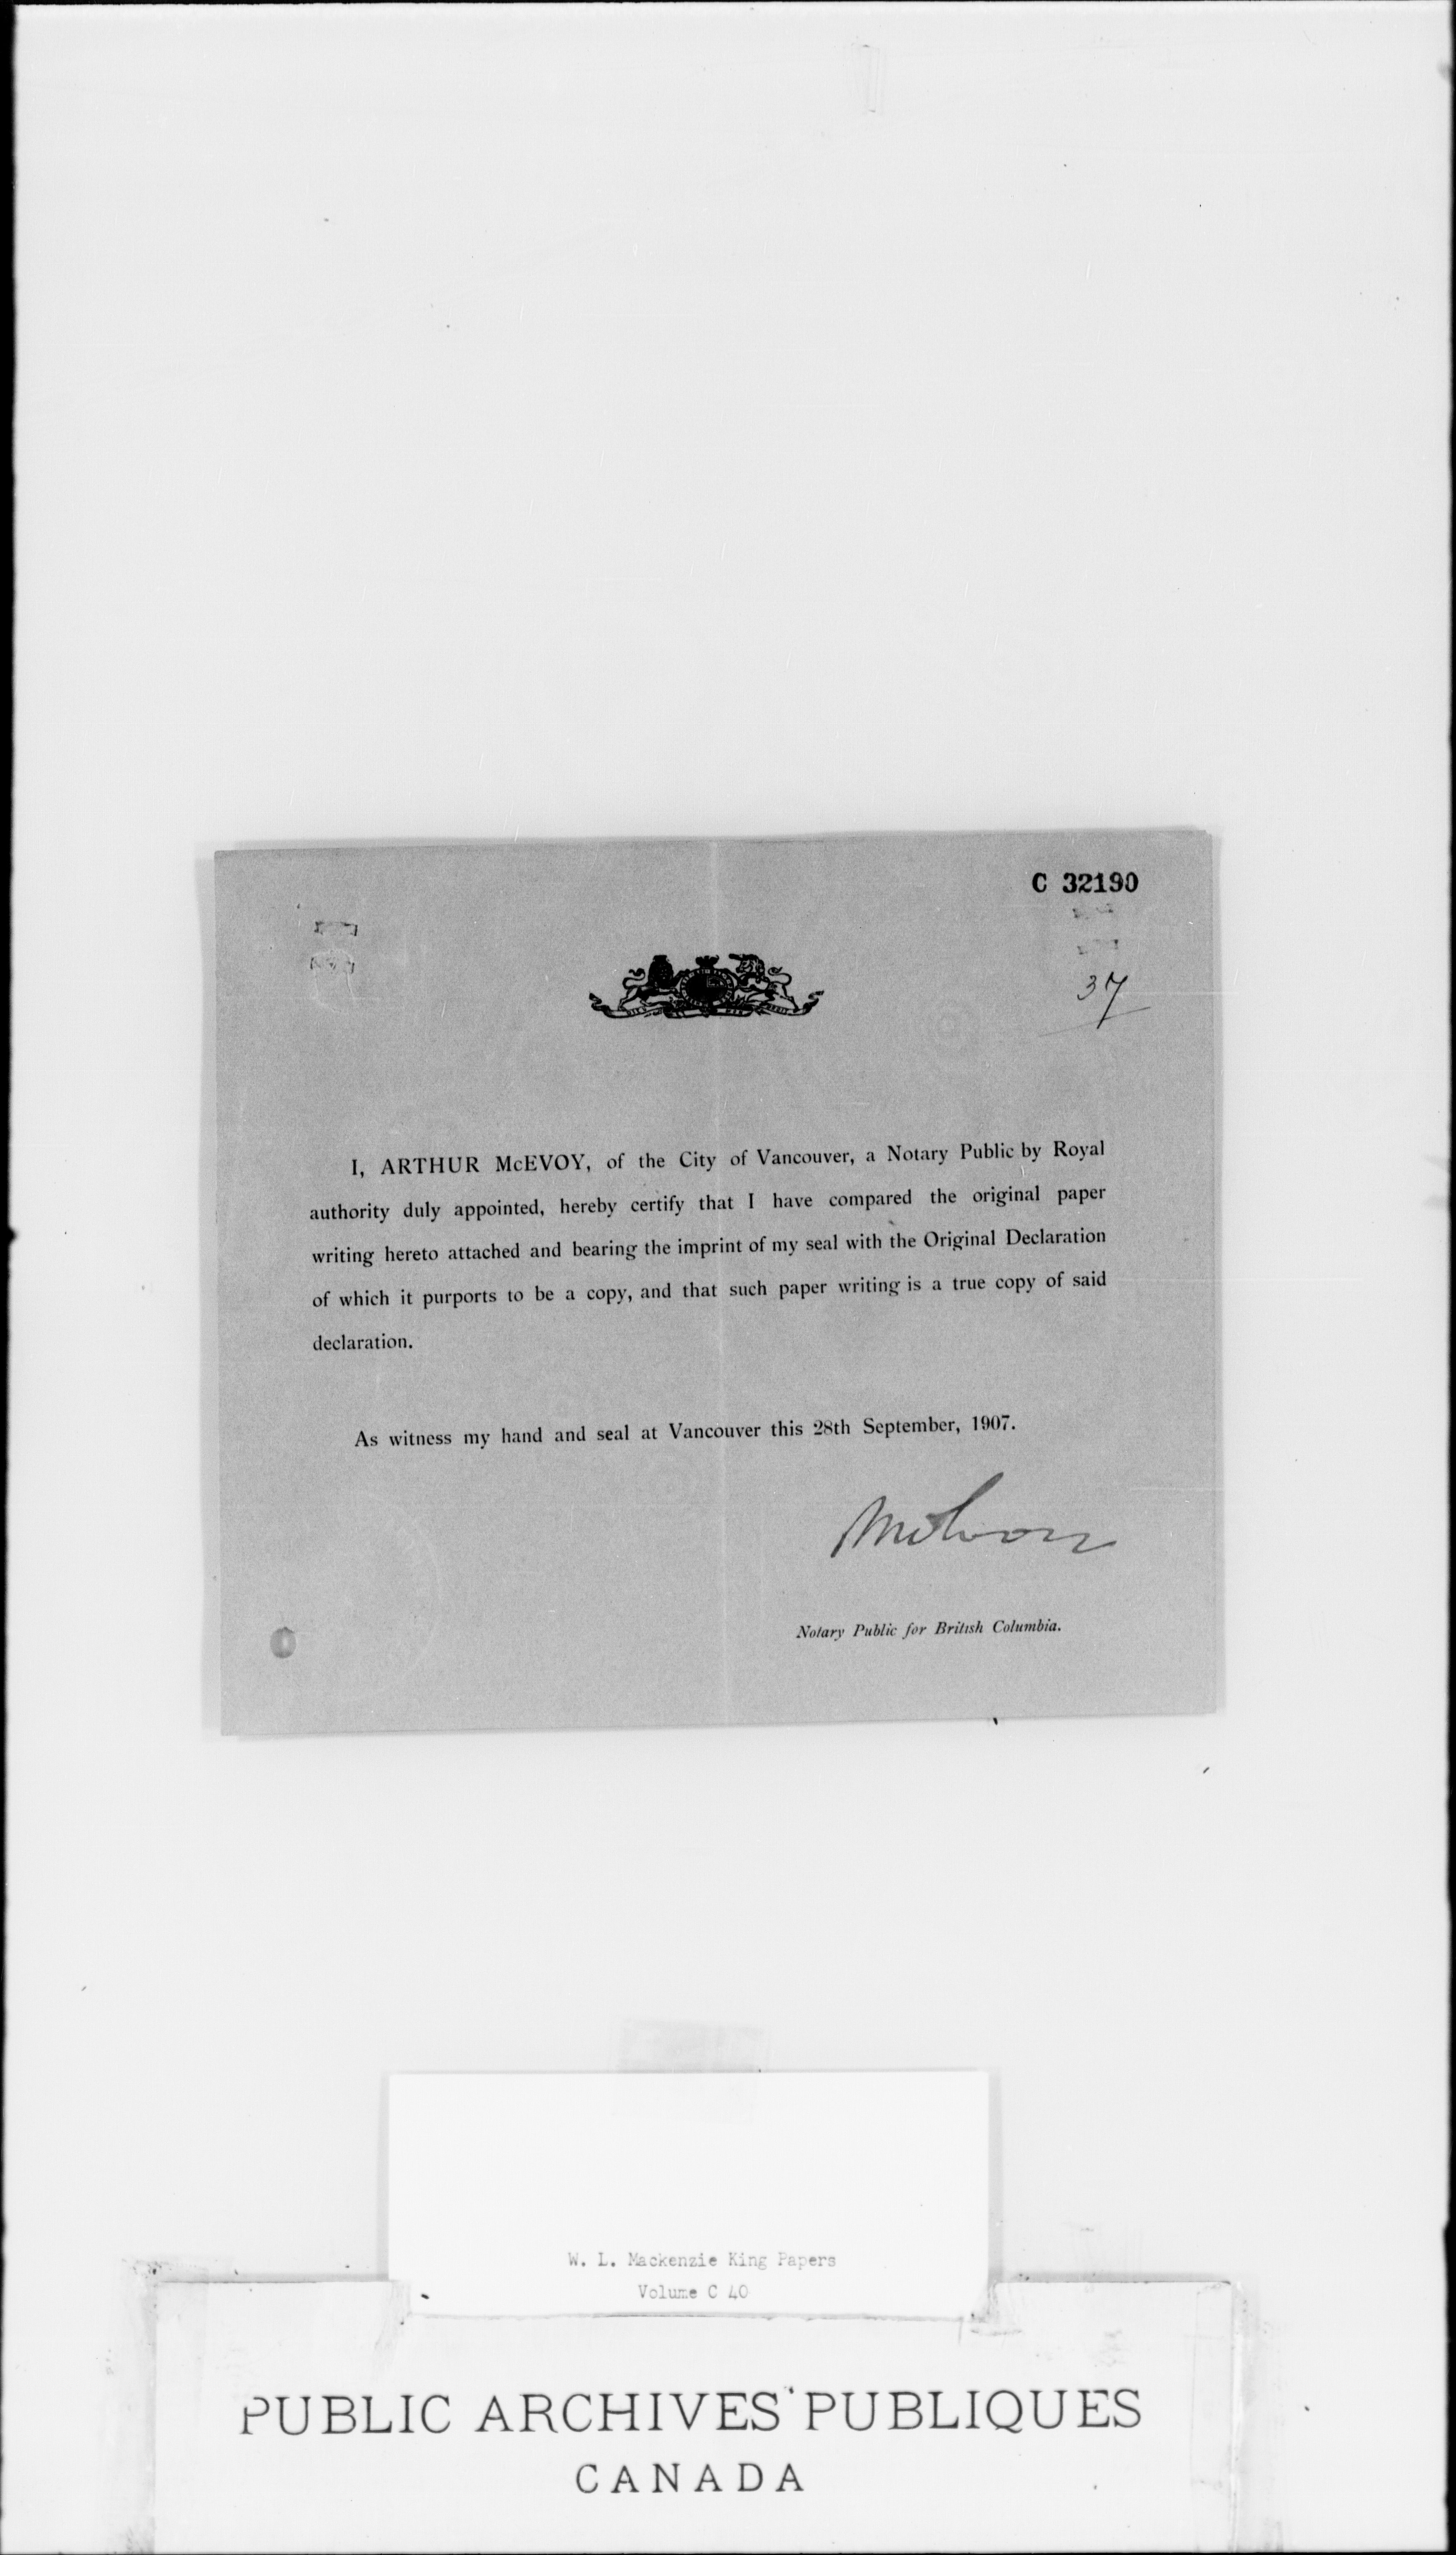 C 32190
37
I, ARTHUR McEVOY, of the City of Vancouver, a Notary Public by Royal
authority duly appointed, hereby certify that I have compared the original paper
writing hereto attached and bearing the imprint of my seal with the Original Declaration
of which it purports to be a copy, and that such paper writing is a true copy of said
declaration.
As witness my hand and seal at Vancouver this 28th September, 1907.
Notary Public for British Columbia.
W. L. Mackenzie King Papers
Volume C 40
PUBLIC ARCHIVES PUBLIQUES
CANADA